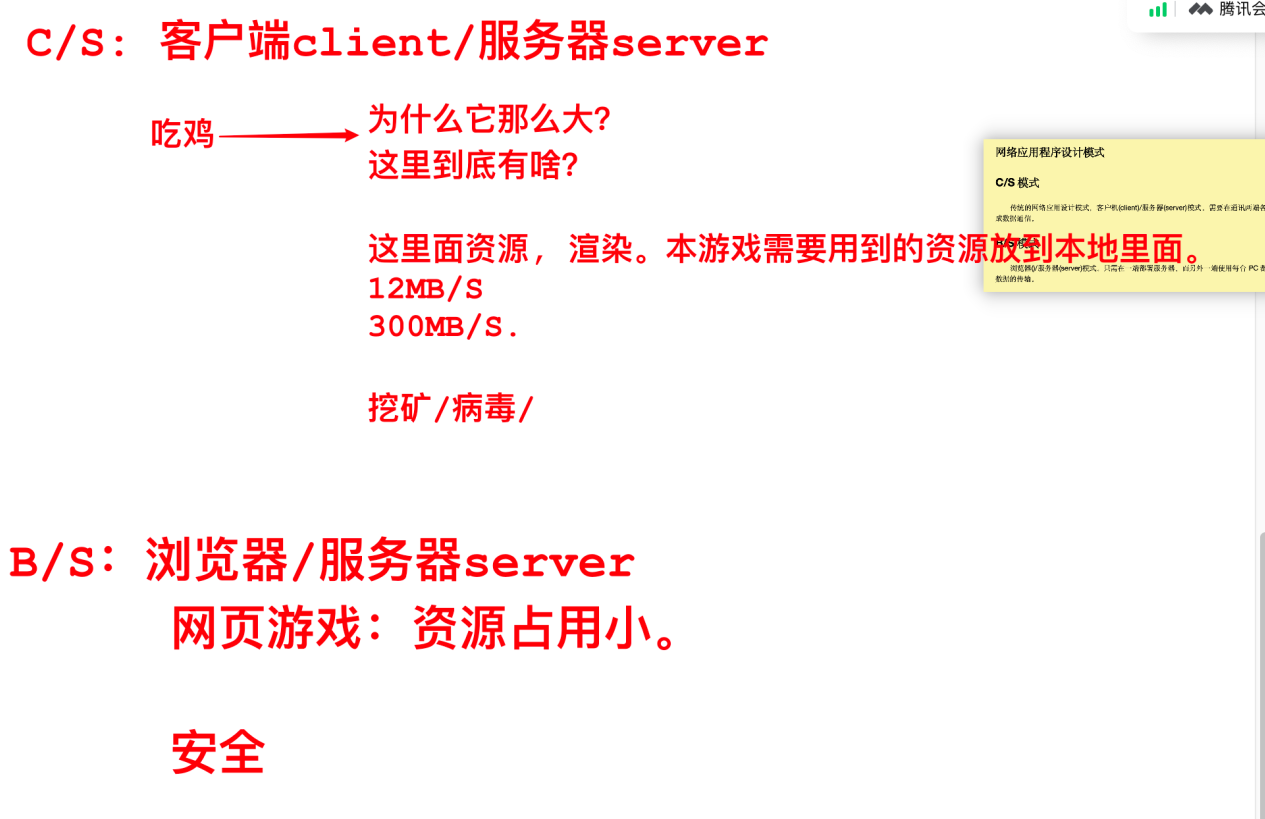 腾讯会
C/S: 客户端client/服务器server
吃鸡
为什么它那么大?
这里到底有啥?
这里面资源, 渲染。本游戏需要用到的资源放到本地里面。
12MB/S
300MB/S.
挖矿/病毒/
网络应用程序设计模式
C/S 模式
传统的网络应用设计模式，客户机(client)/服务器(server)模式。需要在通讯两端各
成数据通信。
B/S 模式
浏览器()/服务器(server)模式。只需在一端部署服务器，而另外一端使用每台 PC 都
数据的传输。
B/S: 浏览器/服务器server
网页游戏: 资源占用小。
安全